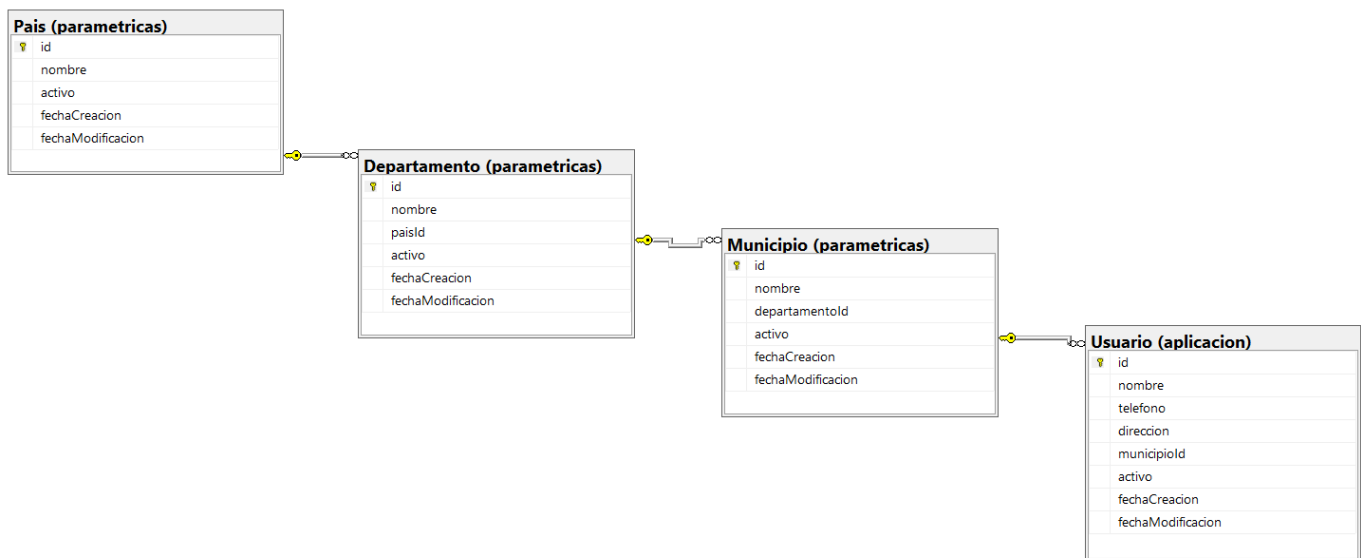 Pais (parametricas)
id
nombre
activo
fechaCreacion
fechaModificacion
Departamento (parametricas)
id
nombre
paisId
activo
fechaCreacion
fechaModificacion
Municipio (parametricas)
id
nombre
departamentoId
activo
fechaCreacion
fechaModificacion
Usuario (aplicacion)
id
nombre
telefono
direccion
municipioId
activo
fechaCreacion
fechaModificacion